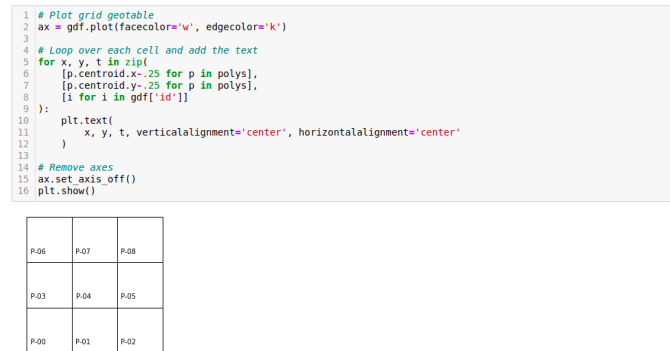 1 # Plot grid geotable
2 ax = gdf.plot(facecolor='w', edgecolor='k')
3
4 # Loop over each cell and add the text
5 for x, y, t in zip(
6     [p.centroid.x-.25 for p in polys],
7     [p.centroid.y-.25 for p in polys],
8     [i for i in gdf['id']]
9 ):
10     plt.text(
11         x, y, t, verticalalignment='center', horizontalalignment='center'
12     )
13
14 # Remove axes
15 ax.set_axis_off()
16 plt.show()
P-06 P-07 P-08
P-03 P-04 P-05
P-00 P-01 P-02